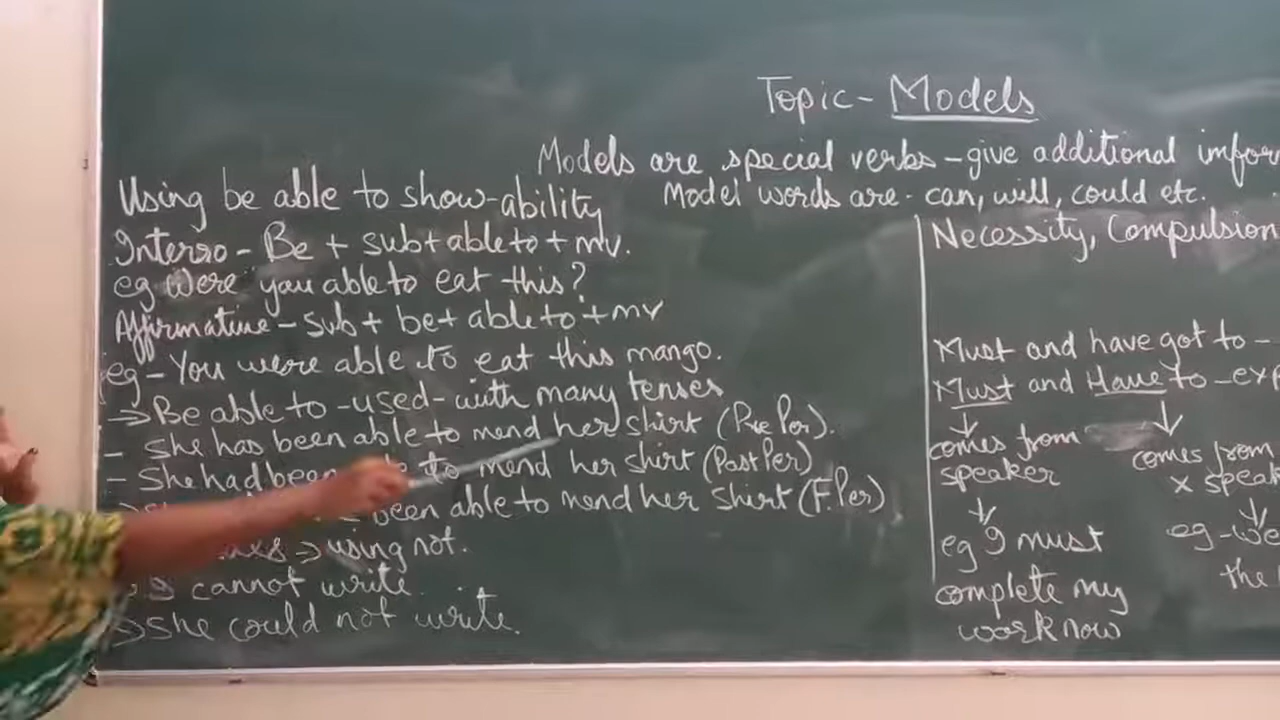 Topic - Models
Models are special verbs - give additional
Model words are - can, will, could etc.
Using be able to show - ability
Interro - Be + sub + able to + mv.
eg Were you able to eat this?
Affirmative - sub + be + able to + mv
eg - You were able to eat this mango.
→ Be able to - used - with many tenses
- She has been able to mend her shirt (Pre Per).
- She had been to mend her shirt (Past Per)
been able to mend her shirt (F. Per)
→ using not.
cannot write.
→ She could not write.
Necessity, Compulsion
Must and have got to -
Must and Have to -
comes from
speaker
eg I must
complete my
work now
comes from
x
eg - we
the